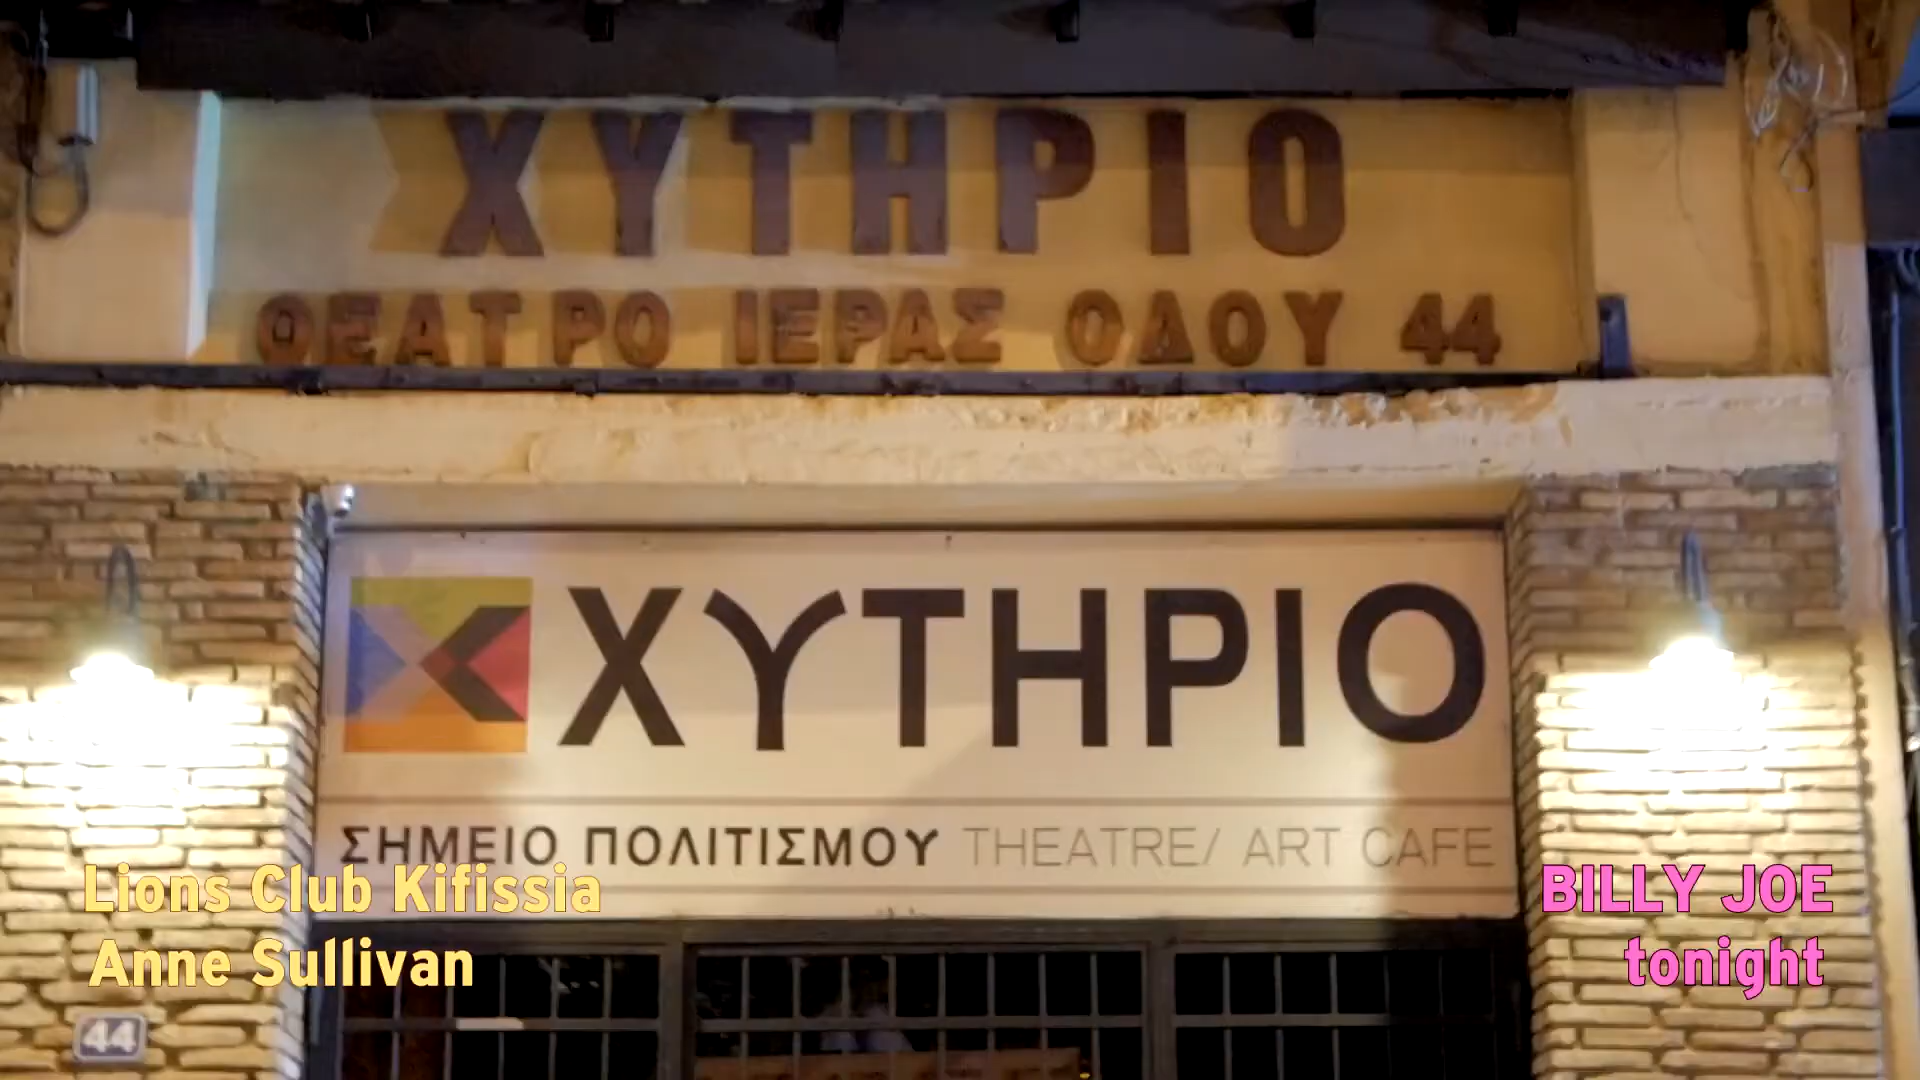 ΧΥΤΗΡΙΟ
ΘΕΑΤΡΟ ΙΕΡΑΣ ΟΔΟΥ 44
ΧΥΤΗΡΙΟ
ΣΗΜΕΙΟ ΠΟΛΙΤΙΣΜΟΥ THEATRE/ ART CAFE
Lions Club Kifissia
Anne Sullivan
BILLY JOE
tonight
44